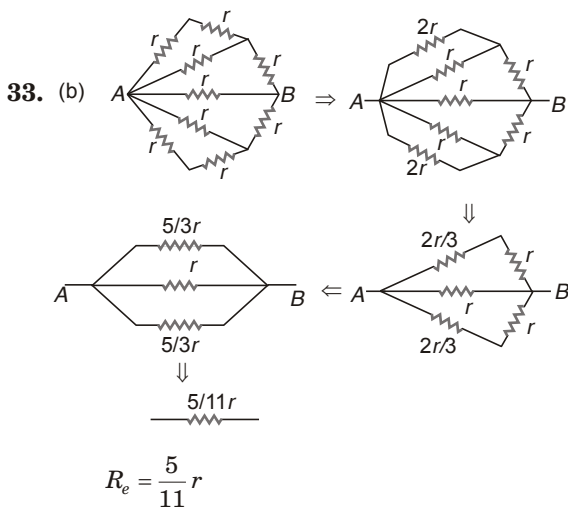 33. (b)
r r r
r
A r B
r
r r r
⇒
2r r r
A r B
r
2r r
⇓
2r/3 r
A r B
2r/3 r
⇐
5/3r
A r B
5/3r
⇓
5/11r
R_e = 5/11 r